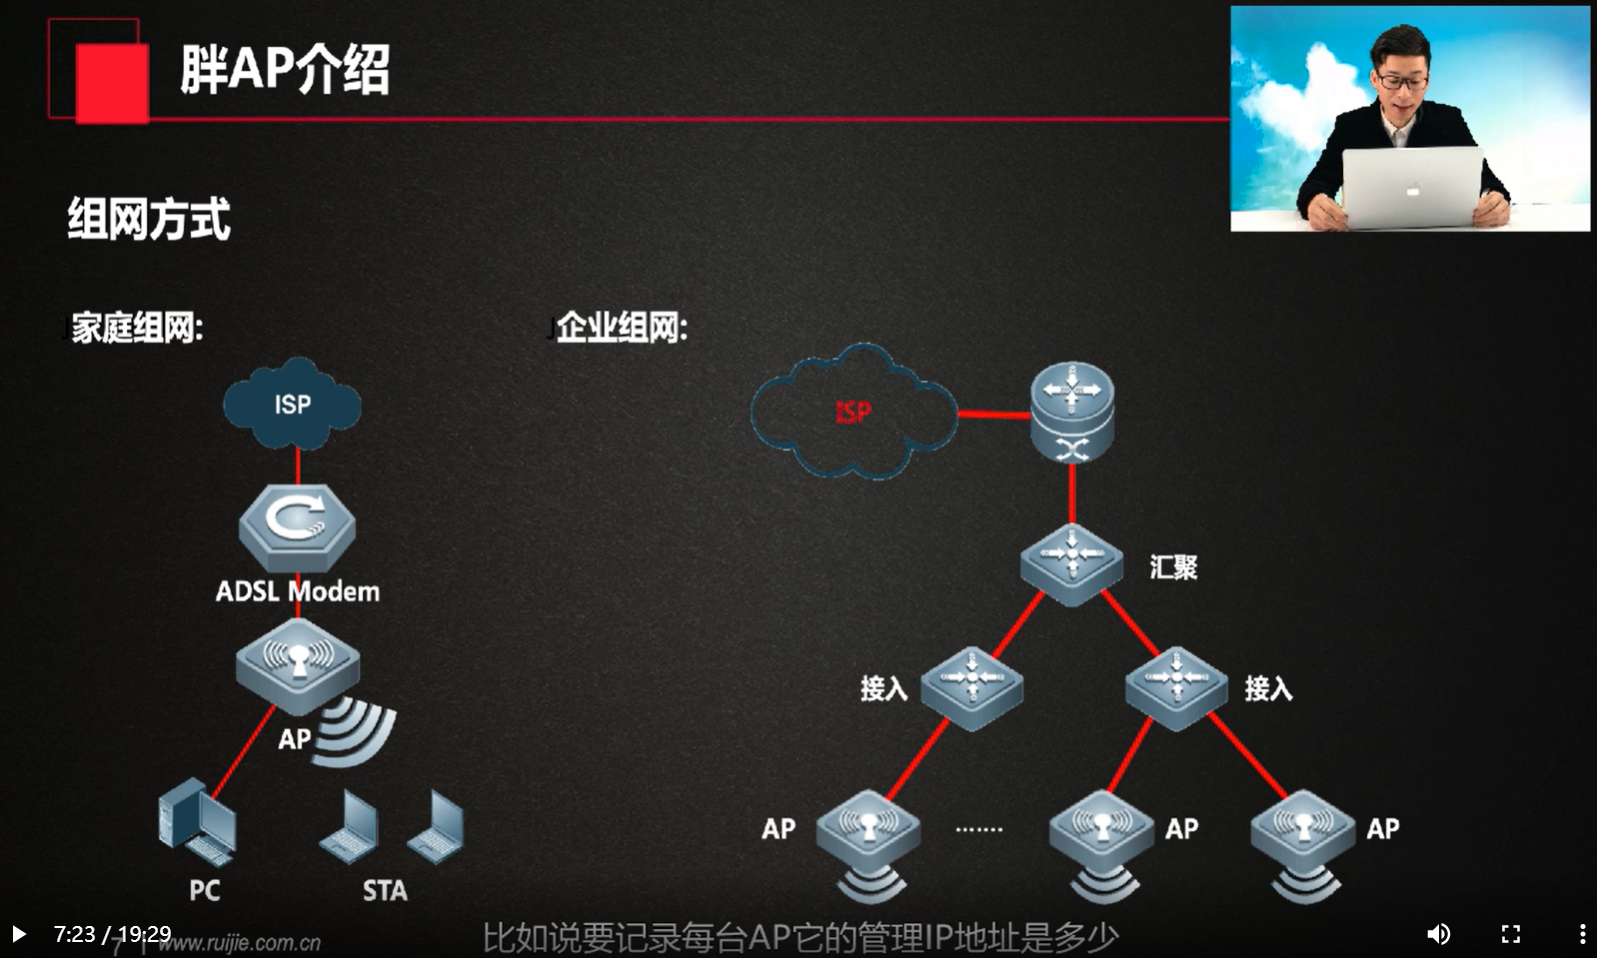 胖AP介绍
组网方式
家庭组网:
企业组网:
ISP
ISP
ADSL Modem
汇聚
接入
接入
AP
AP
AP
AP
.......
PC
STA
比如说要记录每台AP它的管理IP地址是多少
7:23 / 19:29
7 | www.ruijie.com.cn